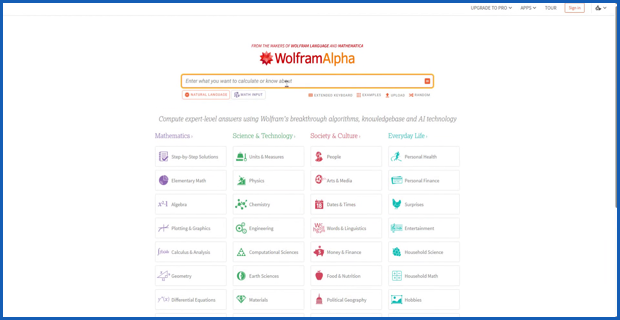 UPGRADE TO PRO APPS TOUR Sign in
FROM THE MAKERS OF WOLFRAM LANGUAGE AND MATHEMATICA
WolframAlpha
Enter what you want to calculate or know about
NATURAL LANGUAGE MATH INPUT EXTENDED KEYBOARD EXAMPLES UPLOAD RANDOM
Compute expert-level answers using Wolfram's breakthrough algorithms, knowledgebase and AI technology
Mathematics › Science & Technology › Society & Culture › Everyday Life ›
Step-by-Step Solutions Units & Measures People Personal Health
Elementary Math Physics Arts & Media Personal Finance
Algebra Chemistry Dates & Times Surprises
Plotting & Graphics Engineering Words & Linguistics Entertainment
Calculus & Analysis Computational Sciences Money & Finance Household Science
Geometry Earth Sciences Food & Nutrition Household Math
Differential Equations Materials Political Geography Hobbies